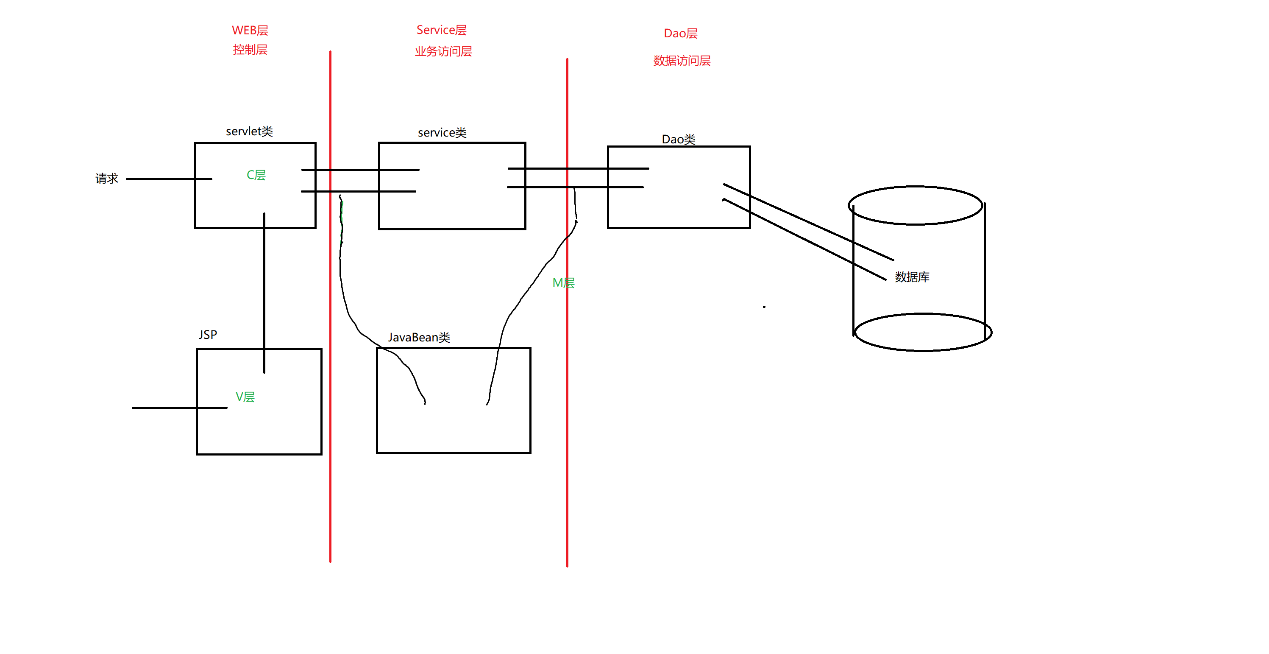 WEB层
控制层
Service层
业务访问层
Dao层
数据访问层
servlet类
service类
Dao类
请求
C层
数据库
M层
JSP
JavaBean类
V层